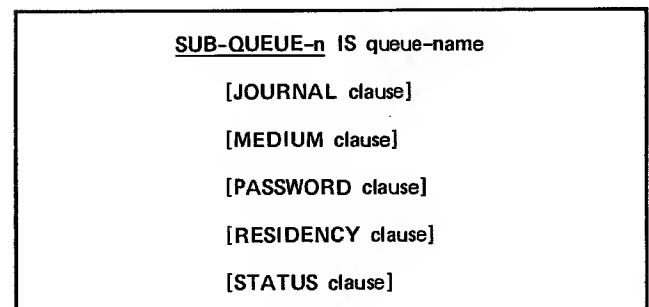 SUB-QUEUE-n IS queue-name
[JOURNAL clause]
[MEDIUM clause]
[PASSWORD clause]
[RESIDENCY clause]
[STATUS clause]